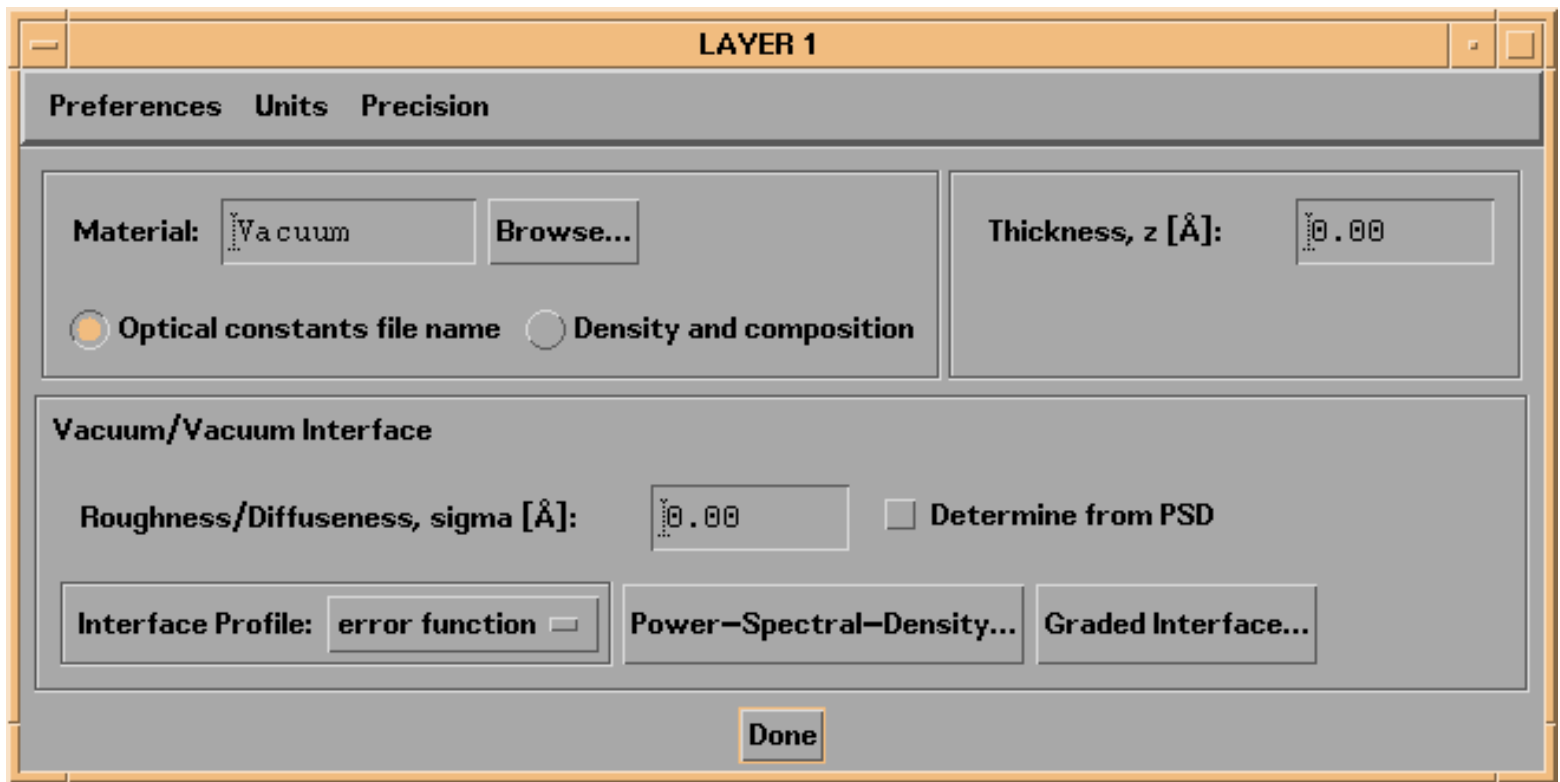 LAYER 1
Preferences Units Precision
Material: Vacuum Browse... Thickness, z [Å]: 0.00
Optical constants file name Density and composition
Vacuum/Vacuum Interface
Roughness/Diffuseness, sigma [Å]: 0.00 Determine from PSD
Interface Profile: error function Power-Spectral-Density... Graded Interface...
Done